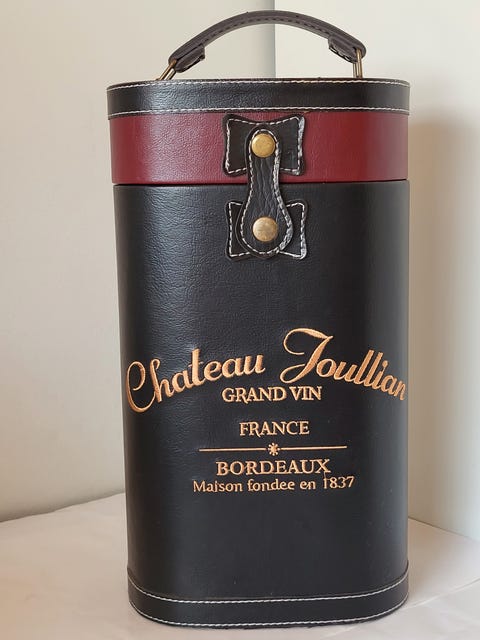 Chateau Joullian
GRAND VIN
FRANCE
BORDEAUX
Maison fondee en 1837